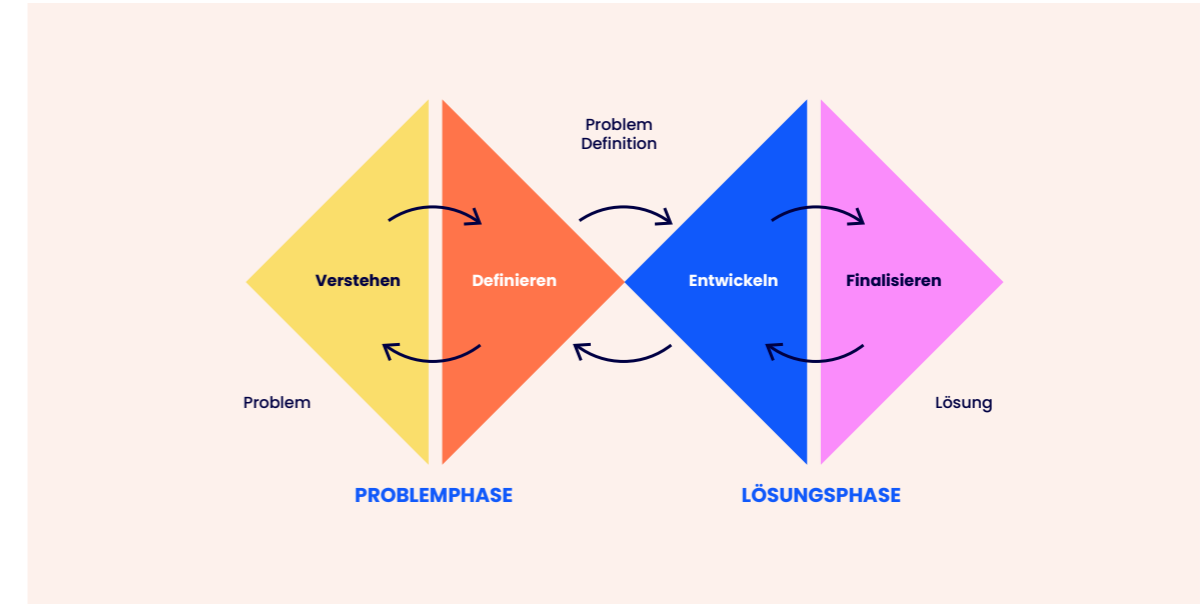 Problem
Definition
Verstehen
Definieren
Entwickeln
Finalisieren
Problem
Lösung
PROBLEMPHASE
LÖSUNGSPHASE